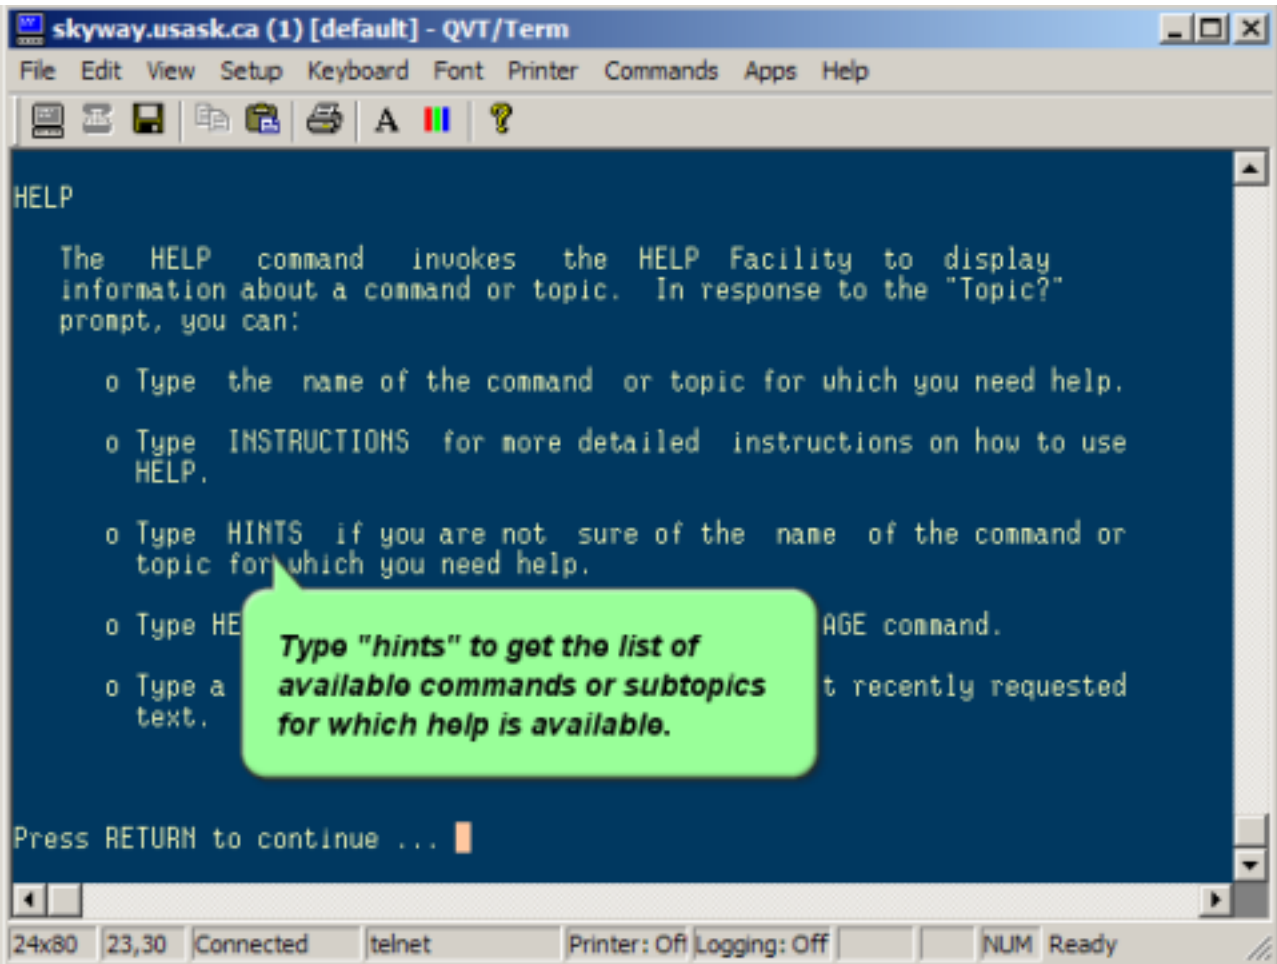 skyway.usask.ca (1) [default] - QVT/Term
File Edit View Setup Keyboard Font Printer Commands Apps Help
HELP
The HELP command invokes the HELP Facility to display
information about a command or topic. In response to the "Topic?"
prompt, you can:
o Type the name of the command or topic for which you need help.
o Type INSTRUCTIONS for more detailed instructions on how to use
HELP.
o Type HINTS if you are not sure of the name of the command or
topic for which you need help.
o Type HE AGE command.
o Type a t recently requested
text.
Type "hints" to get the list of
available commands or subtopics
for which help is available.
Press RETURN to continue ...
24x80 23,30 Connected telnet Printer: Off Logging: Off NUM Ready